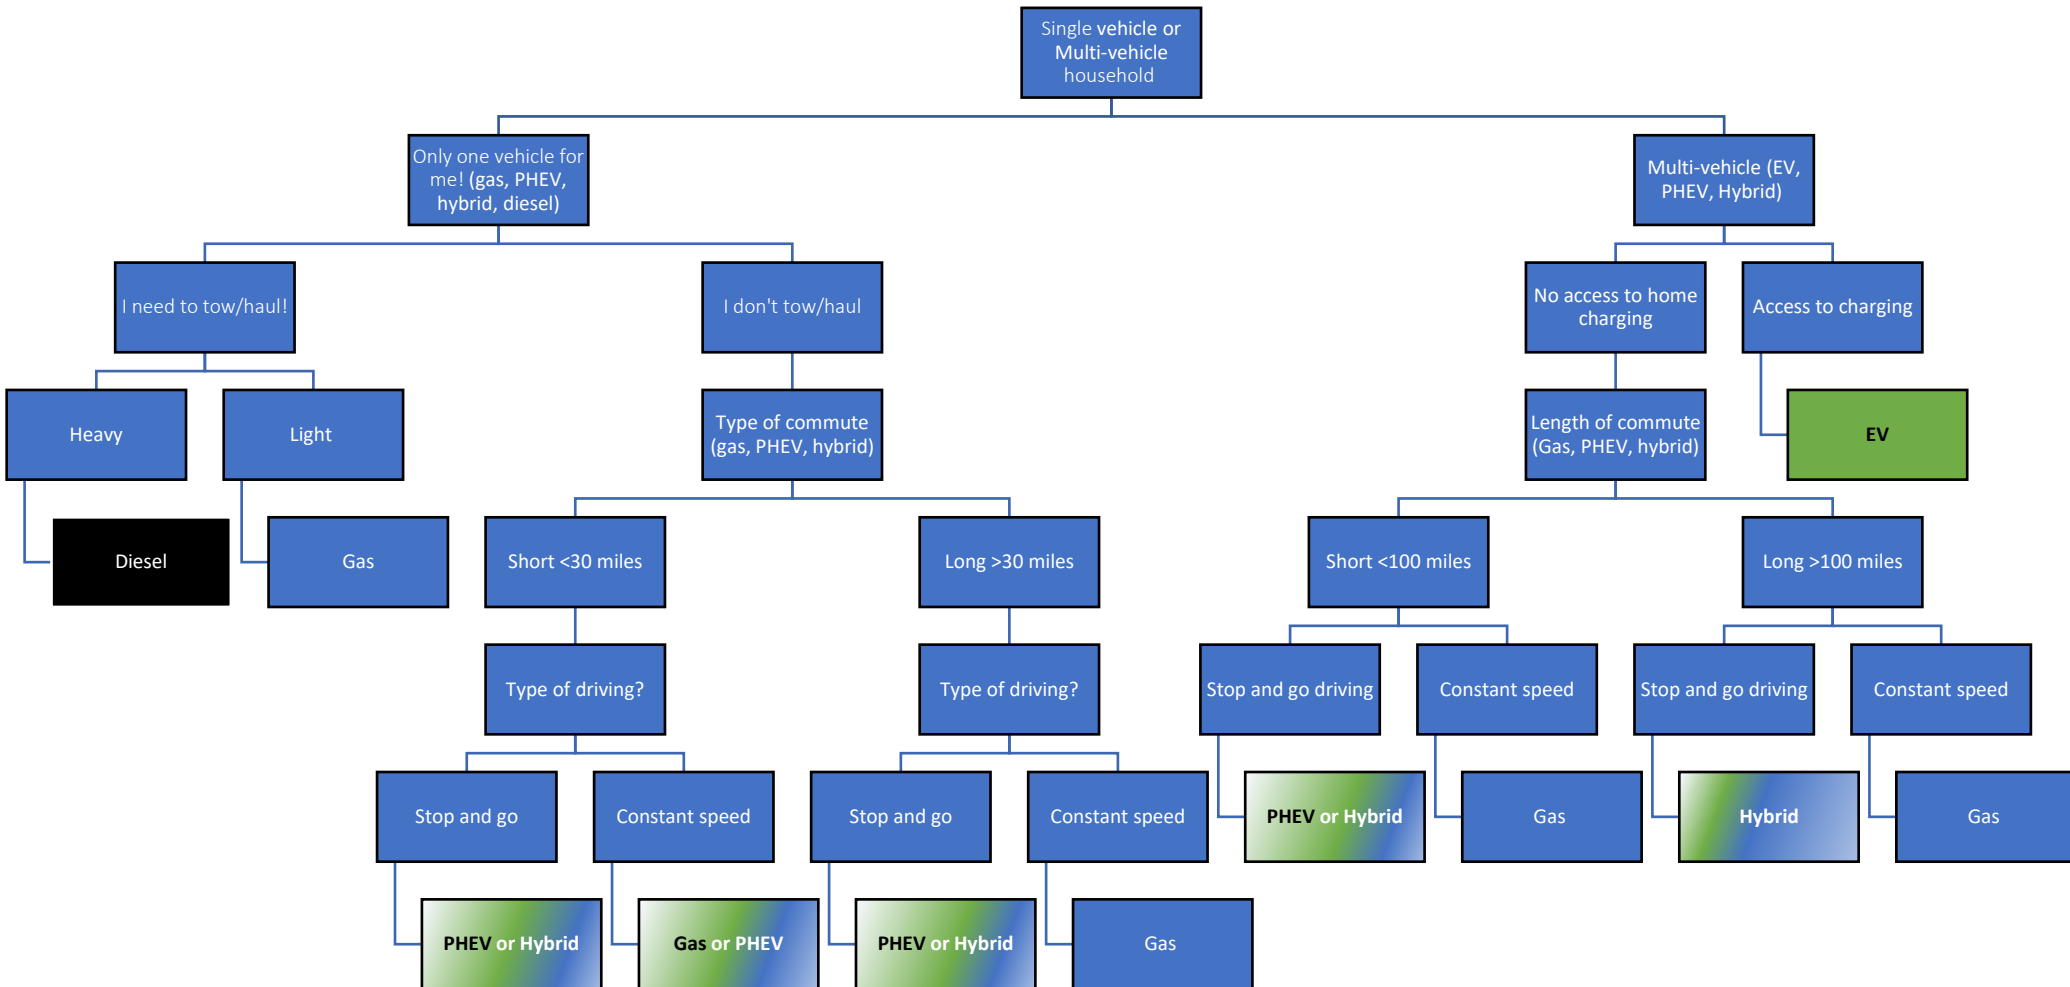 Single vehicle or
Multi-vehicle
household
Only one vehicle for
me! (gas, PHEV,
hybrid, diesel)
Multi-vehicle (EV,
PHEV, Hybrid)
I need to tow/haul!
I don't tow/haul
No access to home
charging
Access to charging
Heavy
Light
Type of commute
(gas, PHEV, hybrid)
Length of commute
(Gas, PHEV, hybrid)
EV
Diesel
Gas
Short <30 miles
Long >30 miles
Short <100 miles
Long >100 miles
Type of driving?
Type of driving?
Stop and go driving
Constant speed
Stop and go driving
Constant speed
Stop and go
Constant speed
Stop and go
Constant speed
PHEV or Hybrid
Gas
Hybrid
Gas
PHEV or Hybrid
Gas or PHEV
PHEV or Hybrid
Gas